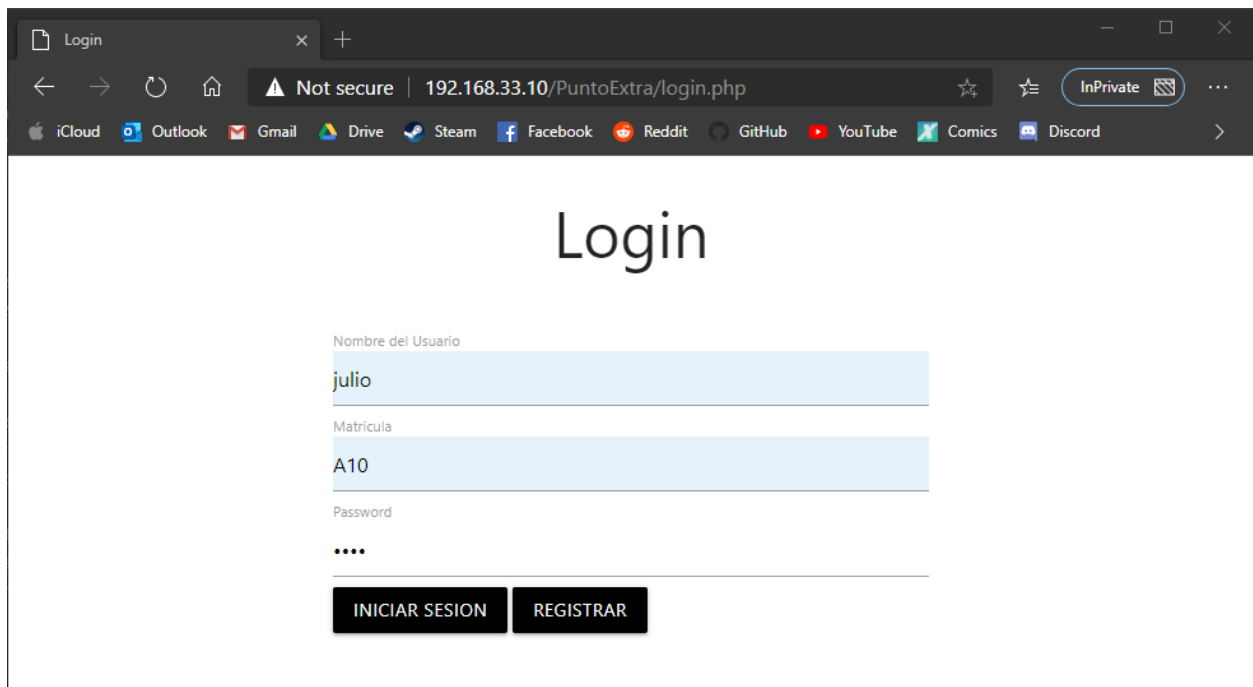 Login
Not secure | 192.168.33.10/PuntoExtra/login.php InPrivate
iCloud Outlook Gmail Drive Steam Facebook Reddit GitHub YouTube Comics Discord
Login
Nombre del Usuario
julio
Matricula
A10
Password
••••
INICIAR SESION REGISTRAR